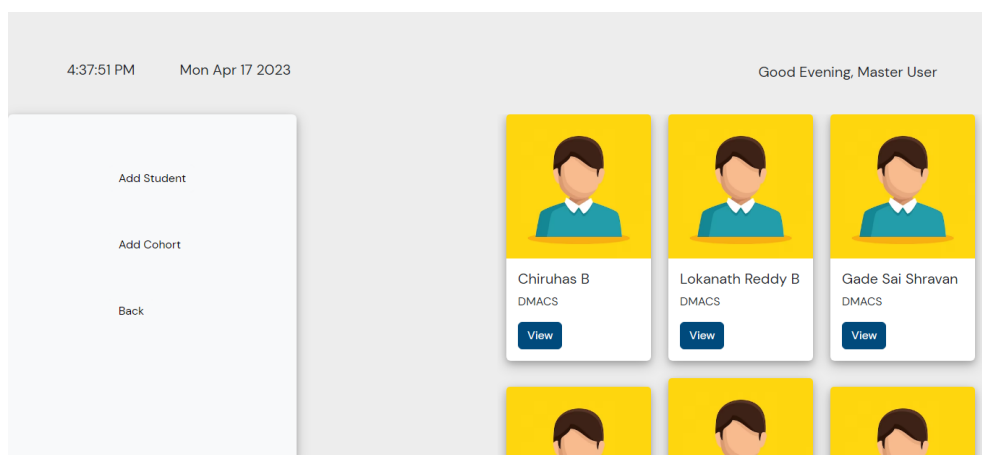 4:37:51 PM Mon Apr 17 2023
Good Evening, Master User
Add Student
Add Cohort
Back
Chiruhas B
DMACS
View
Lokanath Reddy B
DMACS
View
Gade Sai Shravan
DMACS
View